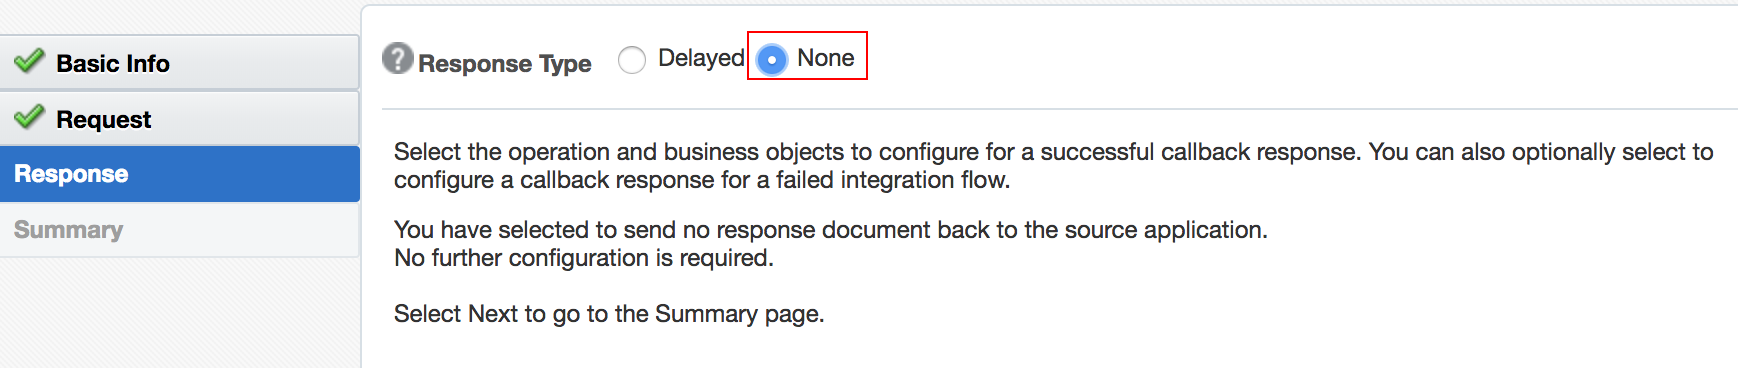 Basic Info
Request
Response
Summary
? Response Type Delayed None
Select the operation and business objects to configure for a successful callback response. You can also optionally select to
configure a callback response for a failed integration flow.
You have selected to send no response document back to the source application.
No further configuration is required.
Select Next to go to the Summary page.